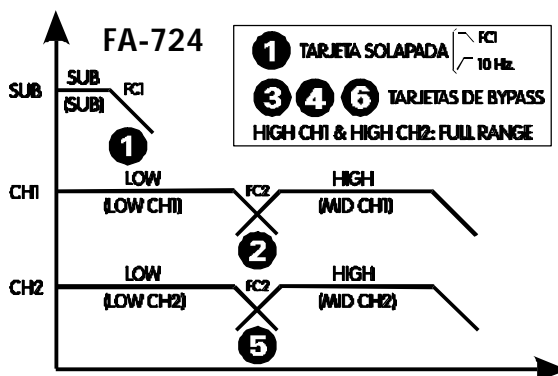 FA-724
1 TARJETA SOLAPADA FC1
10 Hz.
3 4 6 TARJETAS DE BYPASS
HIGH CH1 & HIGH CH2: FULL RANGE
SUB SUB FC1
(SUB)
1
CH1 LOW FC2 HIGH
(LOW CH1) (MID CH1)
2
CH2 LOW FC2 HIGH
(LOW CH2) (MID CH2)
5